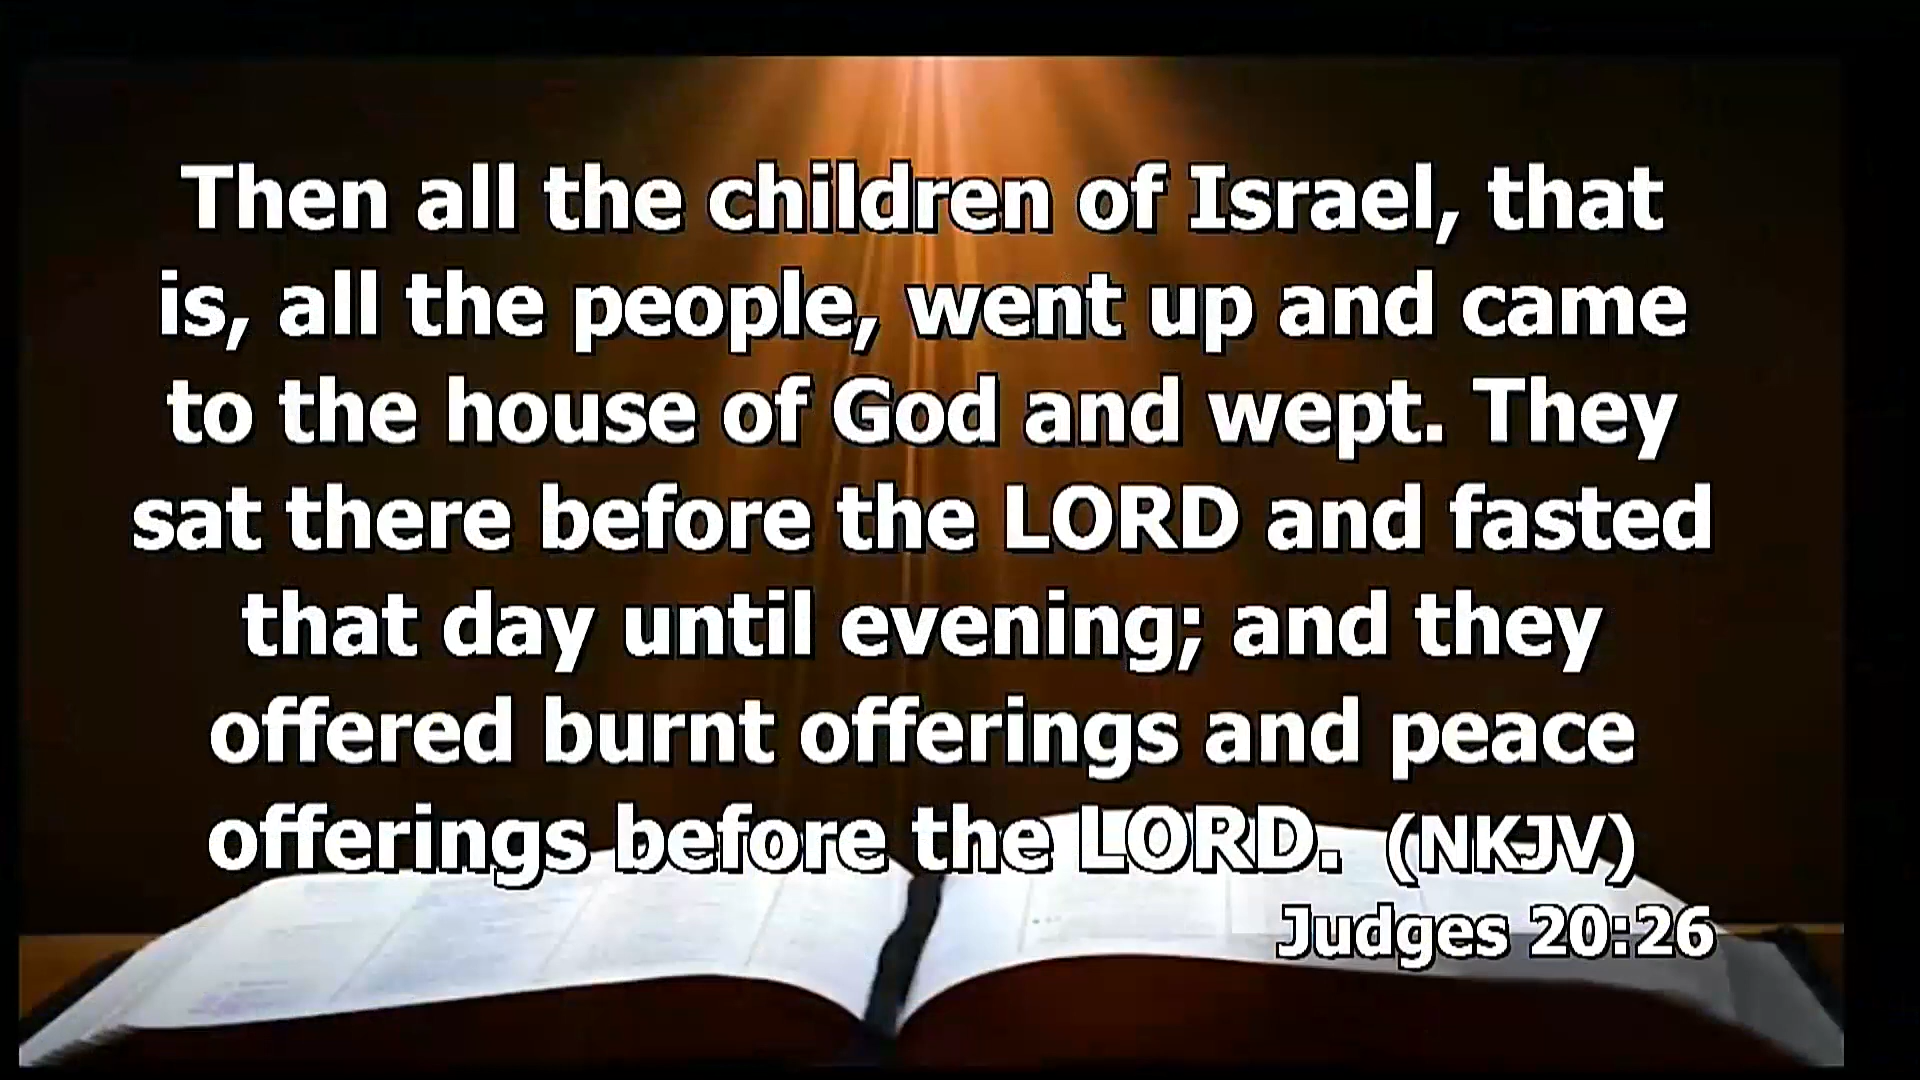 Then all the children of Israel, that
is, all the people, went up and came
to the house of God and wept. They
sat there before the LORD and fasted
that day until evening; and they
offered burnt offerings and peace
offerings before the LORD. (NKJV)
Judges 20:26